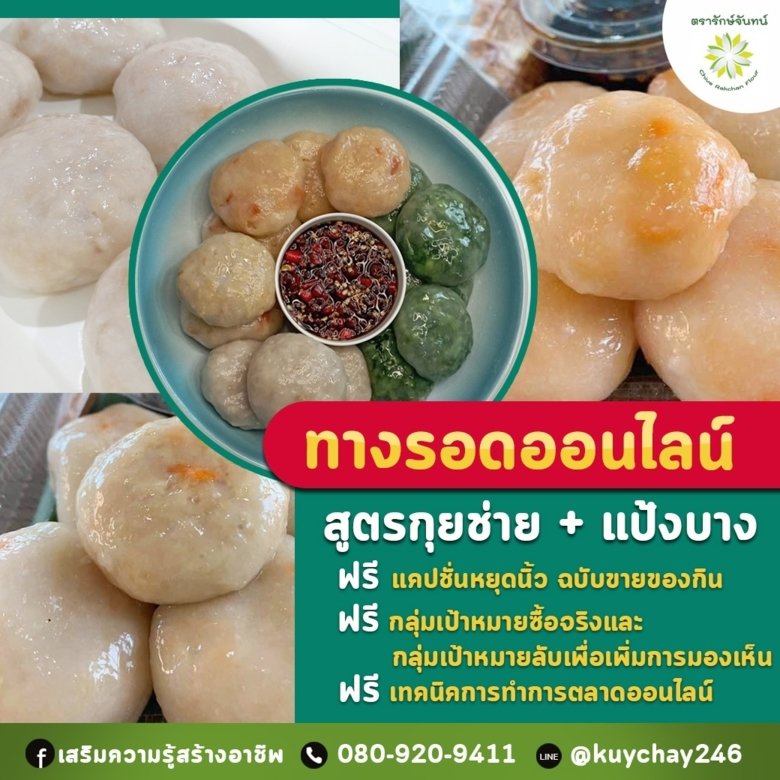 ตรารักษ์จันทน์
Chive Rakchan Flour
ทางรอดออนไลน์
สูตรกุยช่าย + แป้งบาง
ฟรี แคปชั่นหยุดนิ้ว ฉบับขายของกิน
ฟรี กลุ่มเป้าหมายซื้อจริงและ
กลุ่มเป้าหมายลับเพื่อเพิ่มการมองเห็น
ฟรี เทคนิคการทำการตลาดออนไลน์
เสริมความรู้สร้างอาชีพ 080-920-9411 LINE @kuychay246